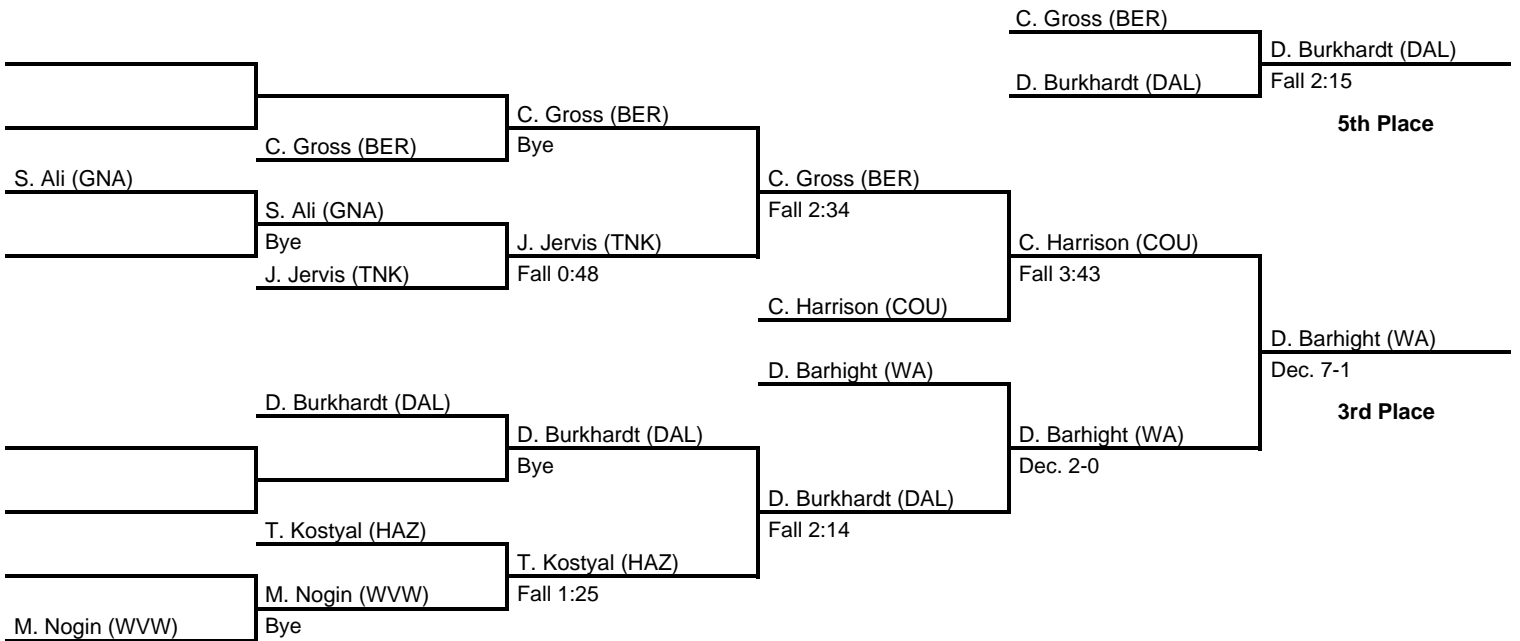 C. Gross (BER)
D. Burkhardt (DAL)
D. Burkhardt (DAL)
Fall 2:15
5th Place
C. Gross (BER)
C. Gross (BER)
Bye
S. Ali (GNA)
S. Ali (GNA)
Bye
J. Jervis (TNK)
J. Jervis (TNK)
Fall 0:48
C. Gross (BER)
Fall 2:34
C. Harrison (COU)
C. Harrison (COU)
Fall 3:43
D. Barhight (WA)
Dec. 7-1
3rd Place
D. Barhight (WA)
D. Barhight (WA)
Dec. 2-0
D. Burkhardt (DAL)
D. Burkhardt (DAL)
Bye
D. Burkhardt (DAL)
Fall 2:14
T. Kostyal (HAZ)
T. Kostyal (HAZ)
Fall 1:25
M. Nogin (WVW)
Bye
M. Nogin (WVW)